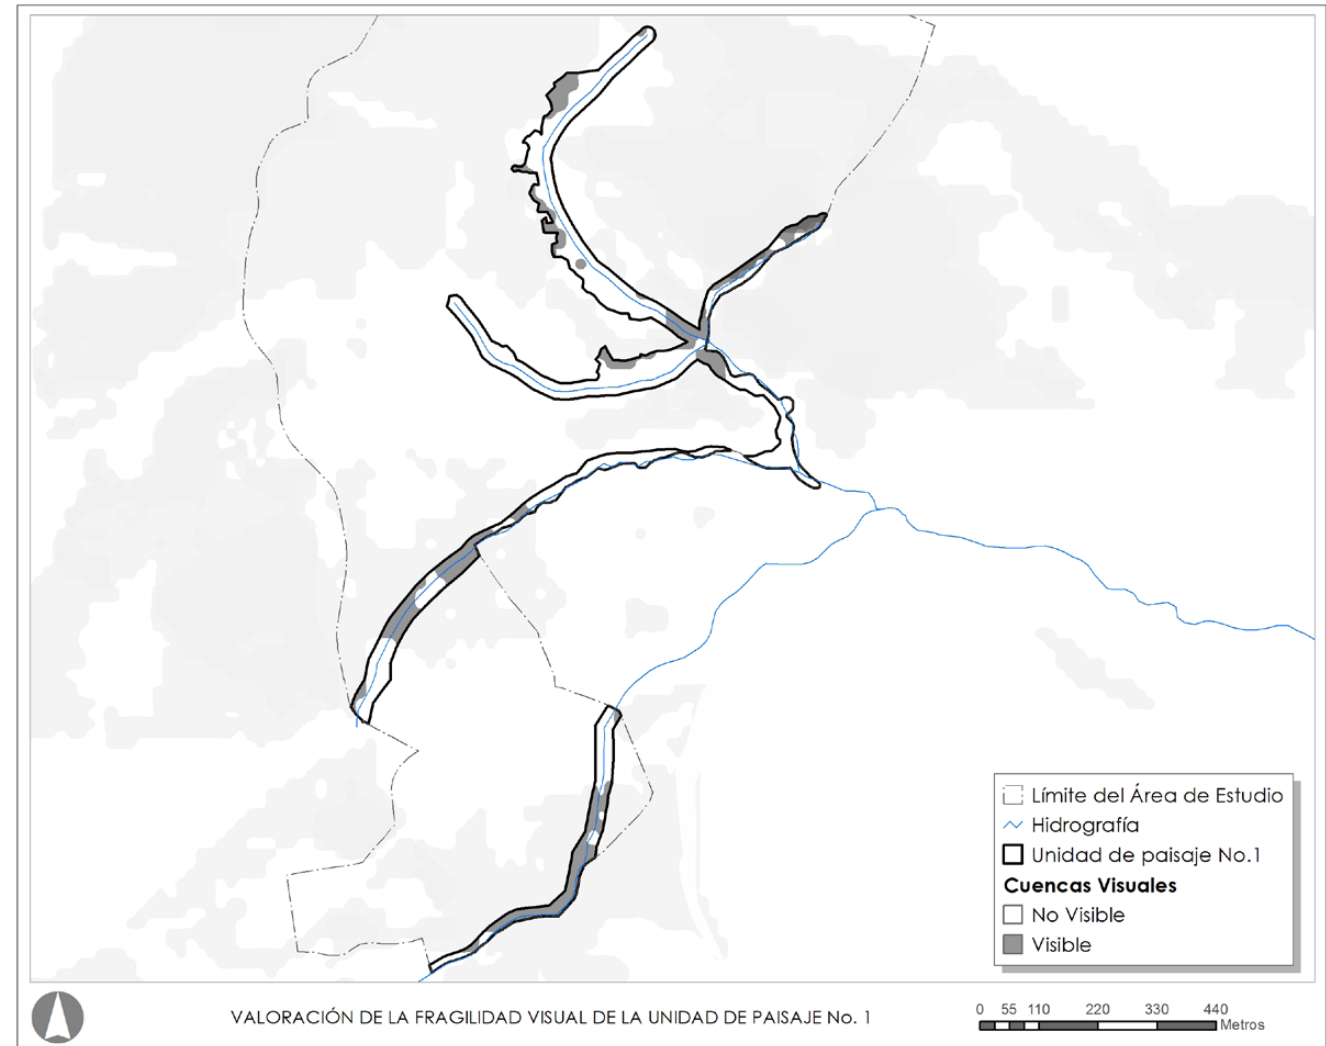 Límite del Área de Estudio
Hidrografía
Unidad de paisaje No.1
Cuencas Visuales
No Visible
Visible
VALORACIÓN DE LA FRAGILIDAD VISUAL DE LA UNIDAD DE PAISAJE No. 1
0 55 110 220 330 440
Metros